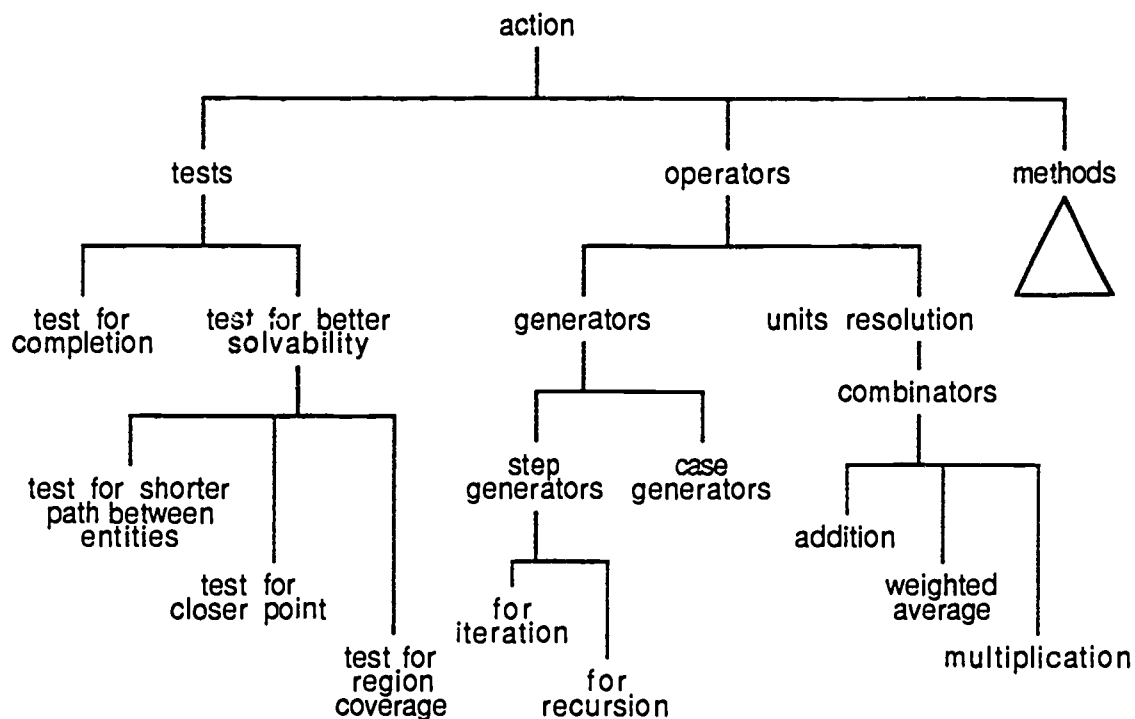 action
tests
operators
methods
test for
completion
test for better
solvability
generators
units resolution
combinators
test for shorter
path between
entities
test for
closer point
test for
region
coverage
step
generators
case
generators
for
iteration
for
recursion
addition
weighted
average
multiplication